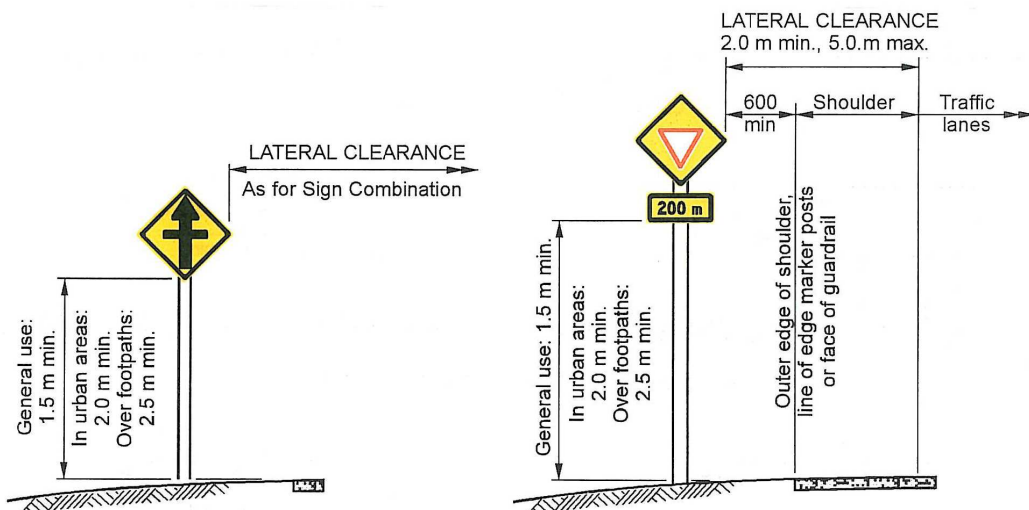 LATERAL CLEARANCE
As for Sign Combination
General use:
1.5 m min.
In urban areas:
2.0 m min.
Over footpaths:
2.5 m min.
LATERAL CLEARANCE
2.0 m min., 5.0.m max.
600
min
Shoulder
Traffic
lanes
200 m
General use: 1.5 m min.
In urban areas:
2.0 m min.
Over footpaths:
2.5 m min.
Outer edge of shoulder,
line of edge marker posts
or face of guardrail